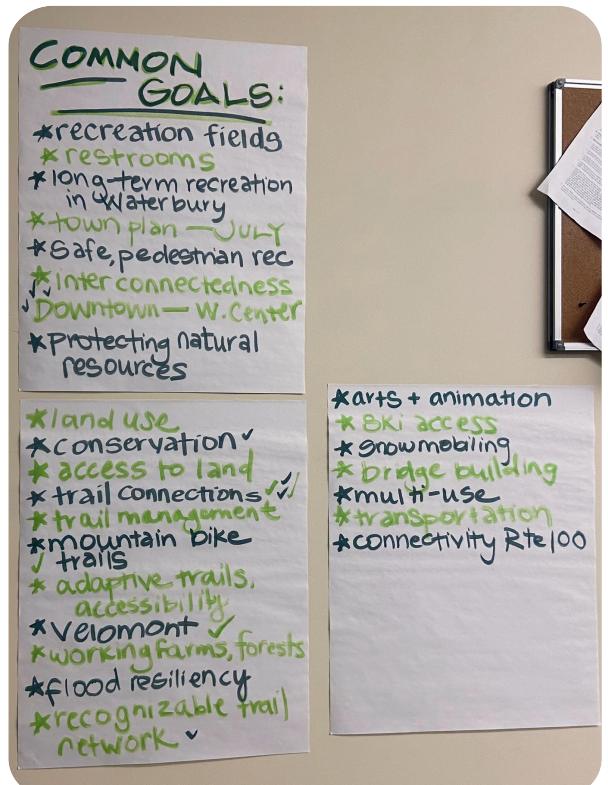 COMMON
GOALS:
*recreation fields
*restrooms
*long-term recreation
in Waterbury
*town plan — JULY
*Safe, pedestrian rec
*inter connectedness
✓✓
✓Downtown — W. Center
*protecting natural
resources
*land use
*conservation✓
*access to land
*trail connections✓✓✓
*trail management
*mountain bike
✓ trails
*adaptive trails,
accessibility
*Velomont ✓
*working farms, forests
*flood resiliency
*recognizable trail
network ✓
*arts + animation
*Ski access
*snowmobiling
*bridge building
*multi-use
*transportation
*connectivity Rte 100